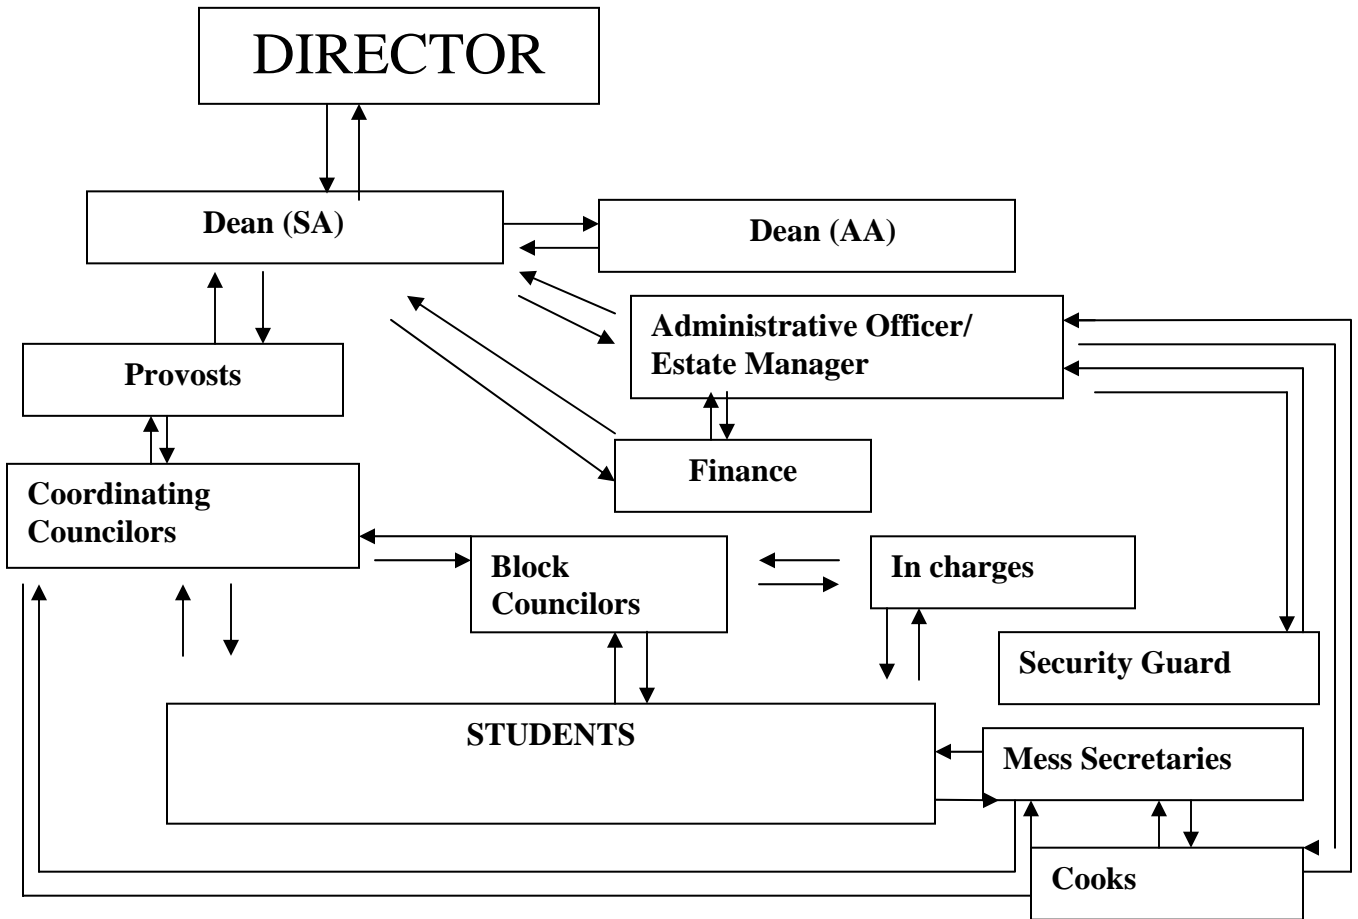 DIRECTOR
Dean (SA)
Dean (AA)
Administrative Officer/
Estate Manager
Provosts
Finance
Coordinating
Councilors
Block
Councilors
In charges
Security Guard
STUDENTS
Mess Secretaries
Cooks